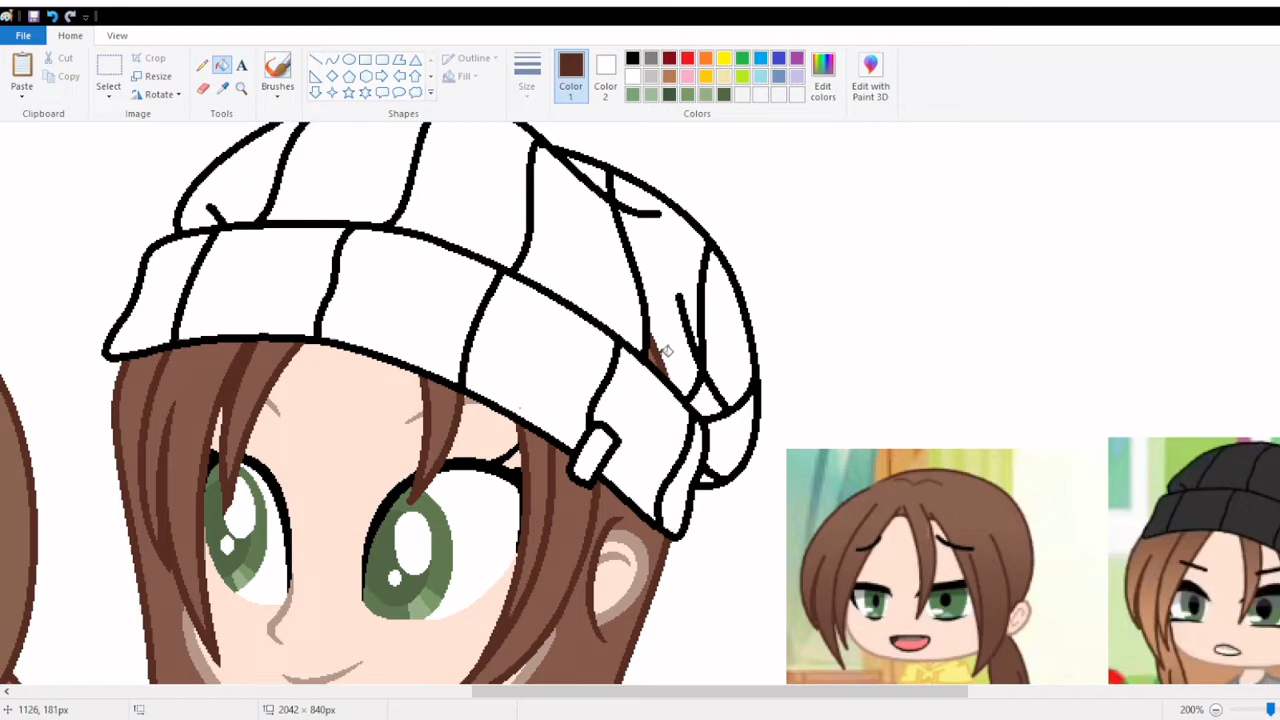 File
Home
View
Paste
Cut
Copy
Clipboard
Select
Crop
Resize
Rotate
Image
A
Tools
Brushes
Outline
Fill
Shapes
Size
Color 1
Color 2
Edit colors
Colors
Edit with Paint 3D
1126, 181px
2042 × 840px
200%